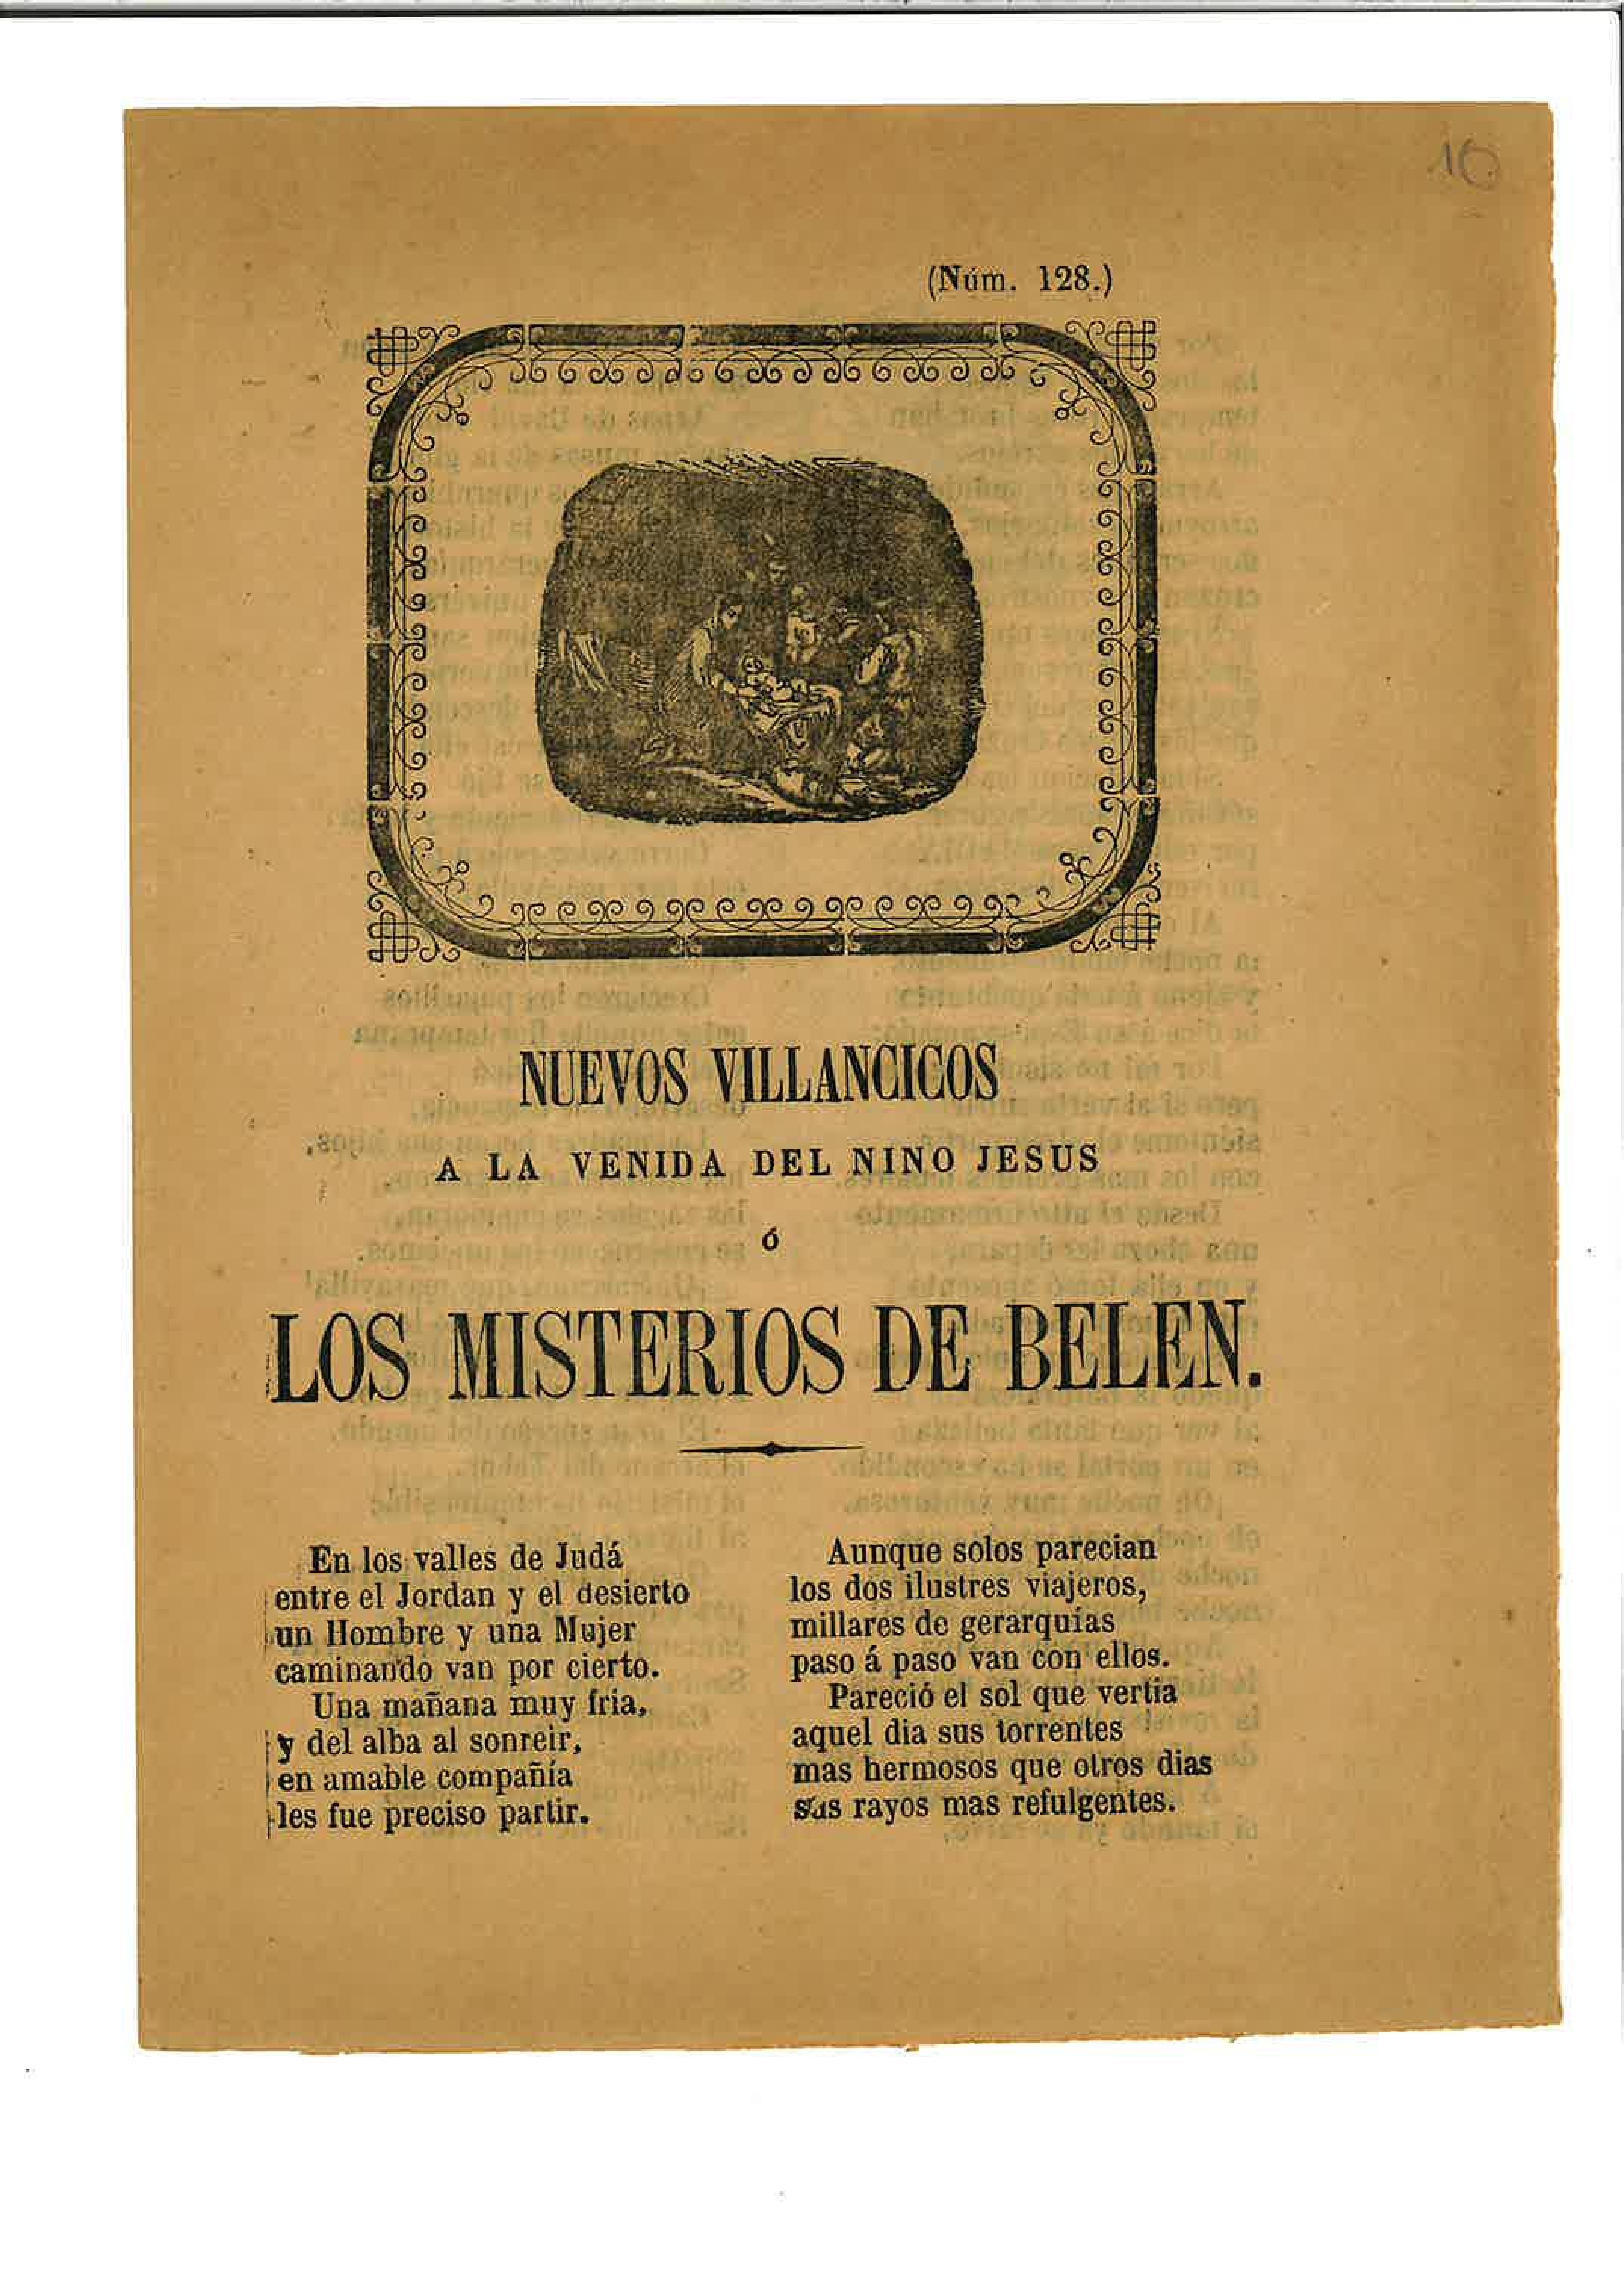 10
(Núm. 128.)
NUEVOS VILLANCICOS
A LA VENIDA DEL NINO JESUS
ó
LOS MISTERIOS DE BELEN.
En los valles de Judá
entre el Jordan y el desierto
un Hombre y una Mujer
caminando van por cierto.
Una mañana muy fria,
y del alba al sonreir,
en amable compañía
les fue preciso partir.
Aunque solos parecian
los dos ilustres viajeros,
millares de gerarquías
paso á paso van con ellos.
Pareció el sol que vertia
aquel dia sus torrentes
mas hermosos que otros dias
sus rayos mas refulgentes.